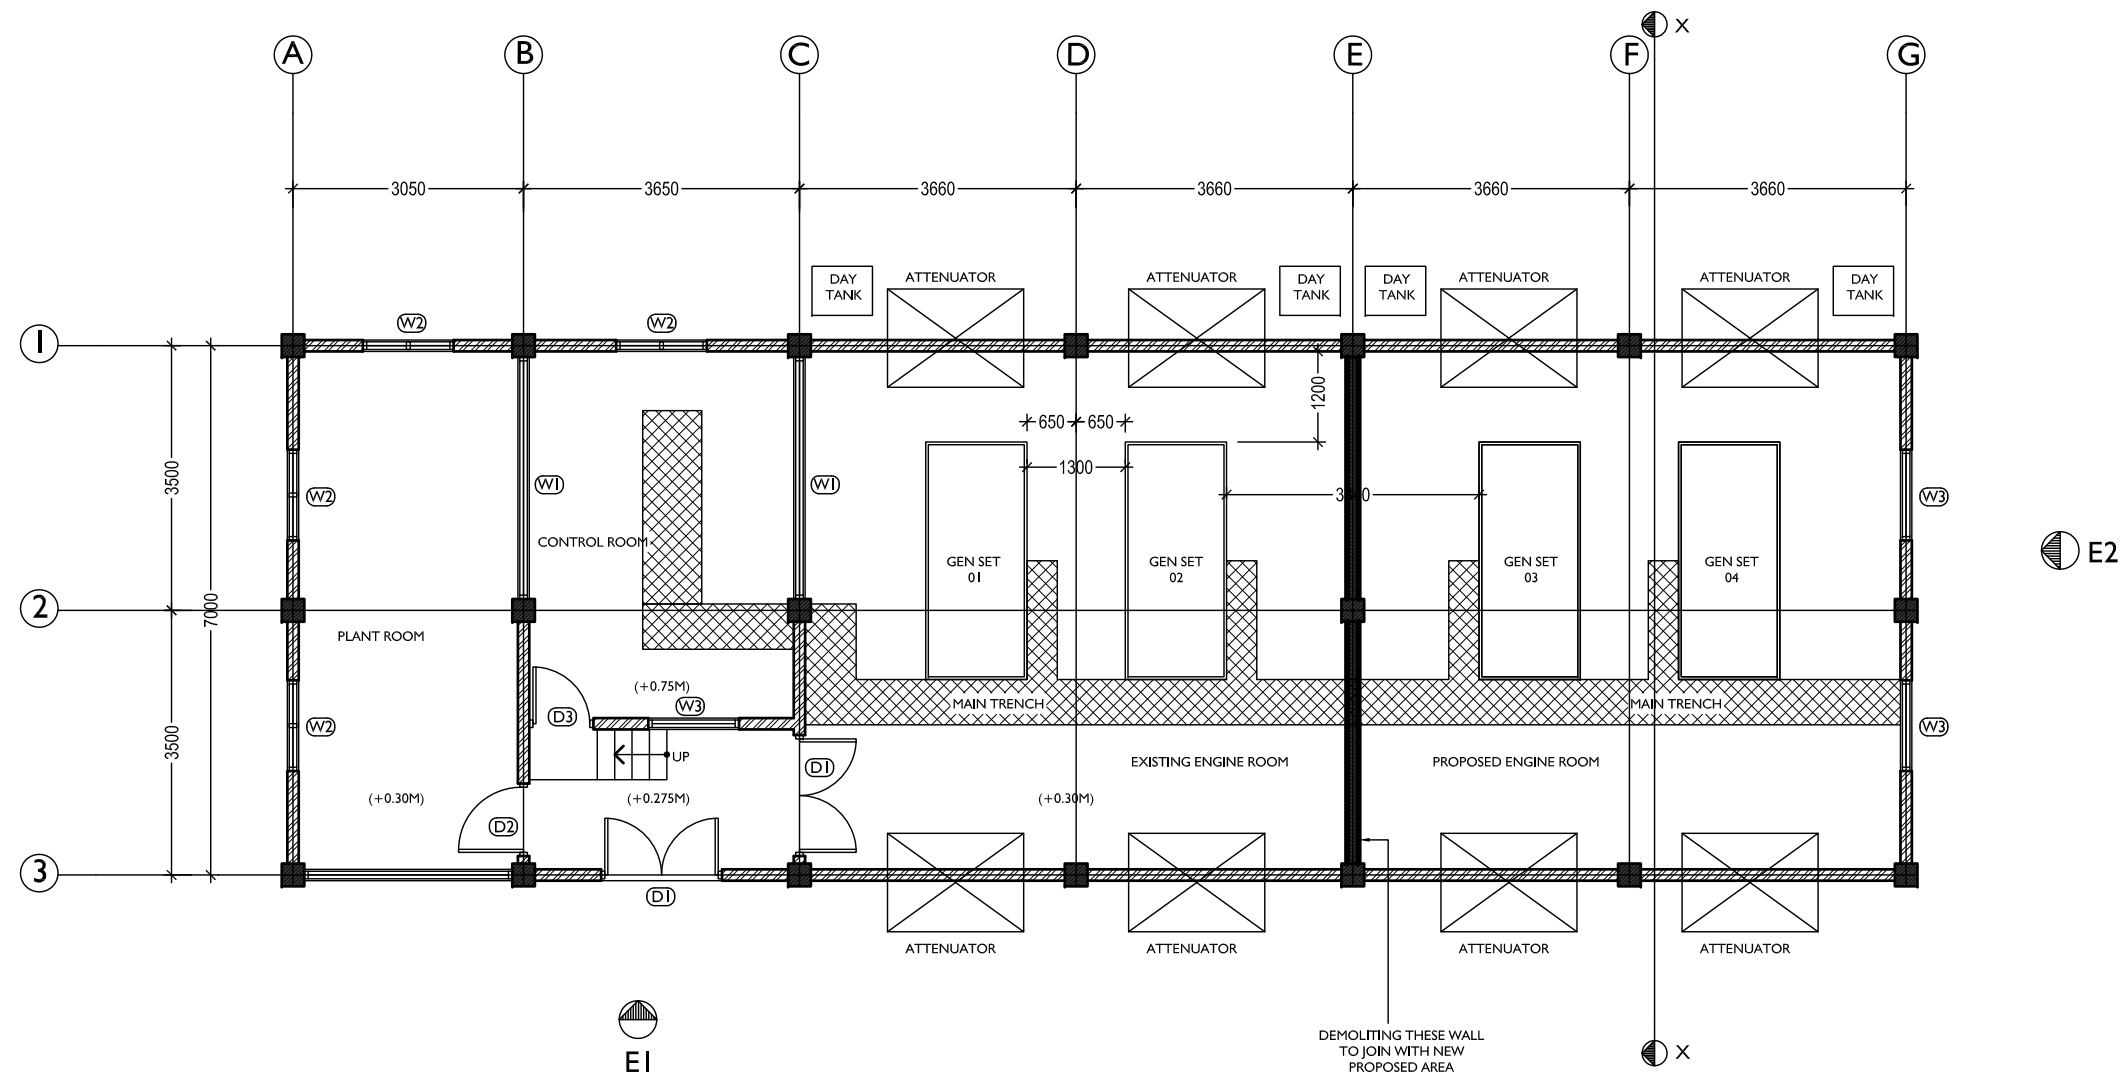 X
A
B
C
D
E
F
G
3050
3650
3660
3660
3660
3660
DAY
TANK
ATTENUATOR
ATTENUATOR
DAY
TANK
DAY
TANK
ATTENUATOR
ATTENUATOR
DAY
TANK
1
W2
W2
1200
650
650
1300
3500
7000
W2
W1
W1
W3
CONTROL ROOM
E2
GEN SET
01
GEN SET
02
GEN SET
03
GEN SET
04
2
PLANT ROOM
(+0.75M)
W3
D3
MAIN TRENCH
MAIN TRENCH
W2
W3
3500
UP
D1
EXISTING ENGINE ROOM
PROPOSED ENGINE ROOM
(+0.30M)
(+0.275M)
(+0.30M)
D2
3
D1
ATTENUATOR
ATTENUATOR
ATTENUATOR
ATTENUATOR
E1
DEMOLITING THESE WALL
TO JOIN WITH NEW
PROPOSED AREA
X